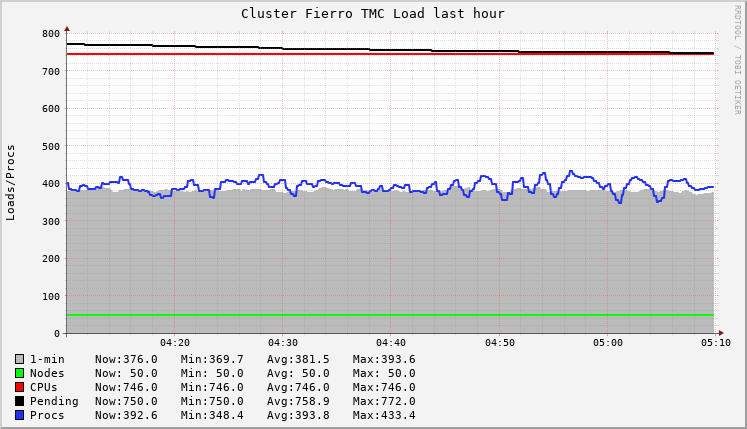 Cluster Fierro TMC Load last hour
RRDTOOL / TOBI OETIKER
Loads/Procs
800
700
600
500
400
300
200
100
0
04:20 04:30 04:40 04:50 05:00 05:10
1-min Now:376.0 Min:369.7 Avg:381.5 Max:393.6
Nodes Now: 50.0 Min: 50.0 Avg: 50.0 Max: 50.0
CPUs Now:746.0 Min:746.0 Avg:746.0 Max:746.0
Pending Now:750.0 Min:750.0 Avg:758.9 Max:772.0
Procs Now:392.6 Min:348.4 Avg:393.8 Max:433.4